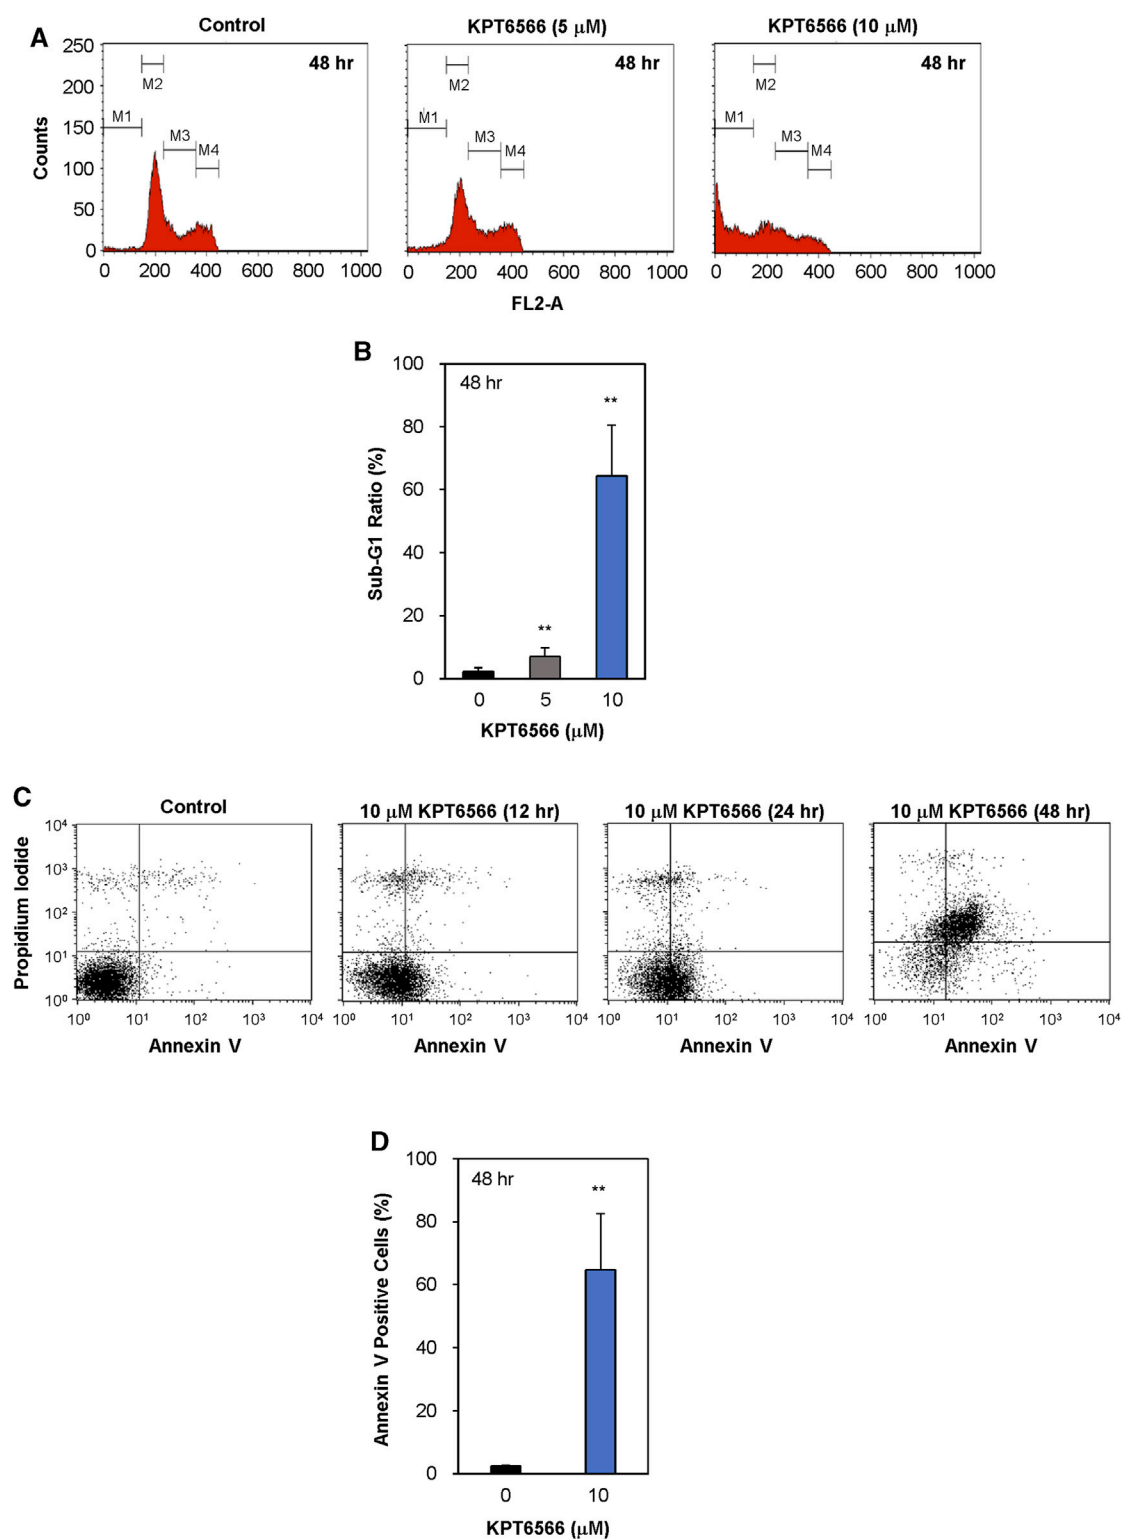 A
Control
KPT6566 (5 μM)
KPT6566 (10 μM)
250
200
150
100
50
0
Counts
48 hr
M2
M1
M3
M4
0 200 400 600 800 1000
48 hr
M2
M1
M3
M4
0 200 400 600 800 1000
48 hr
M2
M1
M3
M4
0 200 400 600 800 1000
FL2-A
B
100
80
60
40
20
0
Sub-G1 Ratio (%)
48 hr
**
**
0 5 10
KPT6566 (μM)
C
Control
10 μM KPT6566 (12 hr)
10 μM KPT6566 (24 hr)
10 μM KPT6566 (48 hr)
Propidium Iodide
10⁴
10³
10²
10¹
10⁰
10⁰ 10¹ 10² 10³ 10⁴
10⁰ 10¹ 10² 10³ 10⁴
10⁰ 10¹ 10² 10³ 10⁴
10⁰ 10¹ 10² 10³ 10⁴
Annexin V
Annexin V
Annexin V
Annexin V
D
100
80
60
40
20
0
Annexin V Positive Cells (%)
48 hr
**
0 10
KPT6566 (μM)